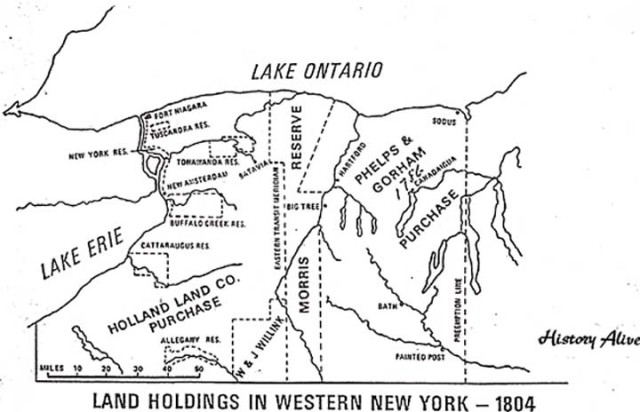 LAKE ONTARIO
FORT NIAGARA
TUSCARORA RES.
SODUS
NEW YORK RES.
RESERVE
HARTFORD
PHELPS &
GORHAM
CANADAIGUA
PURCHASE
TONAWANDA RES.
BATAVIA
NEW AMSTERDAM
BIG TREE
EASTERN TRANSIT MERIDIAN
BUFFALO CREEK RES.
LAKE ERIE
CATTARAUGUS RES.
HOLLAND LAND CO.
PURCHASE
MORRIS
PREEMPTION LINE
BATH
W & J WILLINK
ALLEGANY RES.
PAINTED POST
History Alive
MILES 10 20 30 40 50
LAND HOLDINGS IN WESTERN NEW YORK – 1804